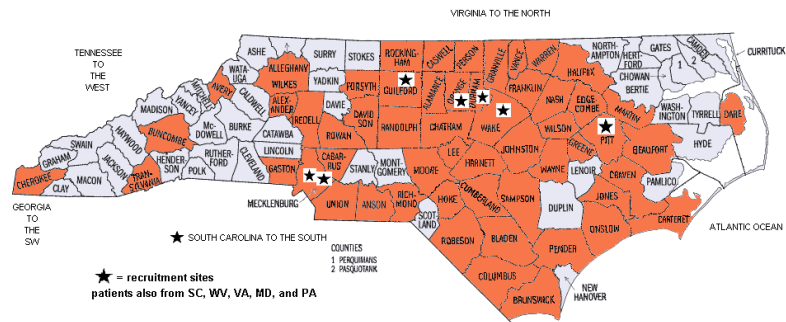 VIRGINIA TO THE NORTH
TENNESSEE
TO
THE
WEST
ASHE
ALLEGHANY
SURRY
STOKES
ROCKING-
HAM
CASWELL
PERSON
GRANVILLE
VANCE
WARREN
NORTH-
AMPTON
HERT-
FORD
GATES
CAMDEN
CURRITUCK
1
2
CHOWAN
BERTIE
HALIFAX
WATA-
UGA
WILKES
YADKIN
FORSYTH
GUILFORD
ALAMANCE
ORANGE
DURHAM
FRANKLIN
NASH
EDGE-
COMBE
MARTIN
WASH-
INGTON
TYRRELL
DARE
MITCHELL
AVERY
CALDWELL
ALEX-
ANDER
IREDELL
DAVIE
DAVID
SON
RANDOLPH
CHATHAM
WAKE
WILSON
PITT
BEAUFORT
HYDE
MADISON
YANCEY
MC-
DOWELL
BURKE
CATAWBA
ROWAN
JOHNSTON
GREENE
SWAIN
HAYWOOD
BUNCOMBE
RUTHER-
FORD
CLEVELAND
LINCOLN
GASTON
CABAR-
RUS
STANLY
MONT-
GOMERY
MOORE
LEE
HARNETT
WAYNE
LENOIR
CRAVEN
PAMLICO
GRAHAM
CHEROKEE
CLAY
MACON
JACKSON
TRAN-
SYLVANIA
HENDER-
SON
POLK
MECKLENBURG
UNION
ANSON
RICH-
MOND
SCOT-
LAND
HOKE
CUMBERLAND
SAMPSON
DUPLIN
JONES
CARTERET
ONSLOW
ROBESON
BLADEN
PENDER
COLUMBUS
BRUNSWICK
NEW
HANOVER
GEORGIA
TO
THE
SW
ATLANTIC OCEAN
SOUTH CAROLINA TO THE SOUTH
COUNTIES
1 PERQUIMANS
2 PASQUOTANK
= recruitment sites
patients also from SC, WV, VA, MD, and PA